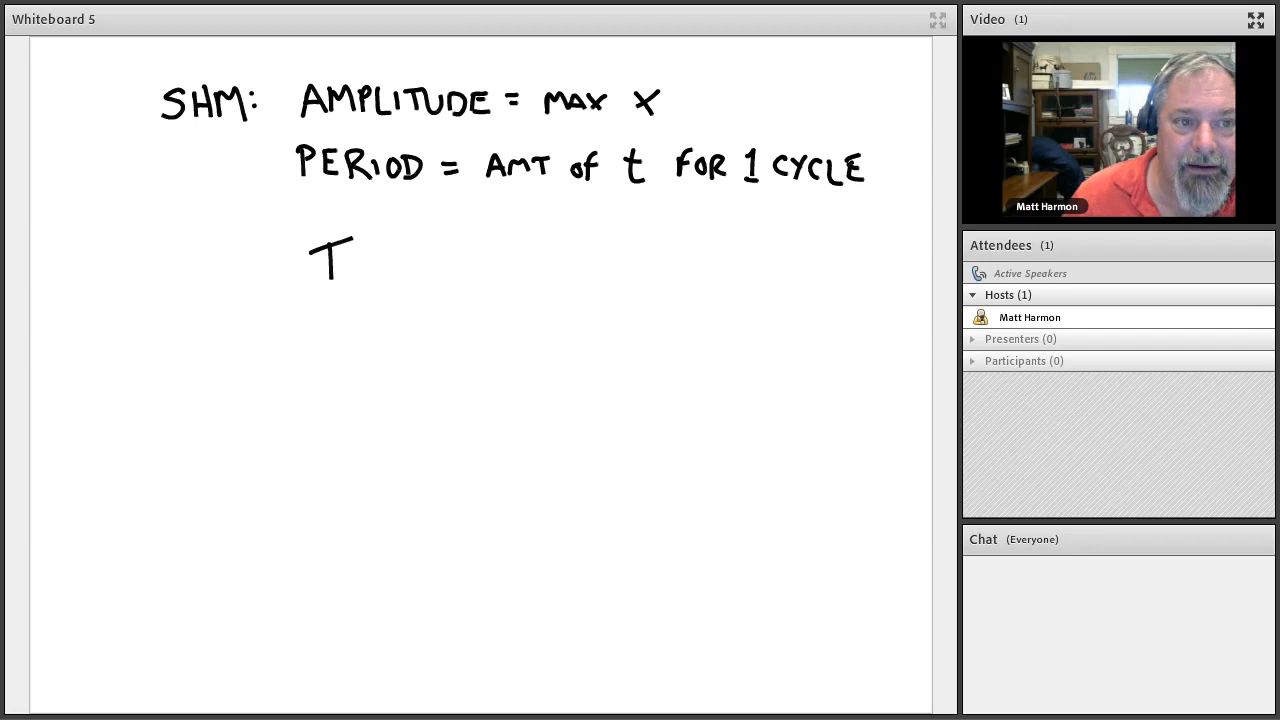 Whiteboard 5
SHM: AMPLITUDE = MAX X
PERIOD = AMT of t FOR 1 CYCLE
T
Video (1)
Matt Harmon
Attendees (1)
Active Speakers
Hosts (1)
Matt Harmon
Presenters (0)
Participants (0)
Chat (Everyone)